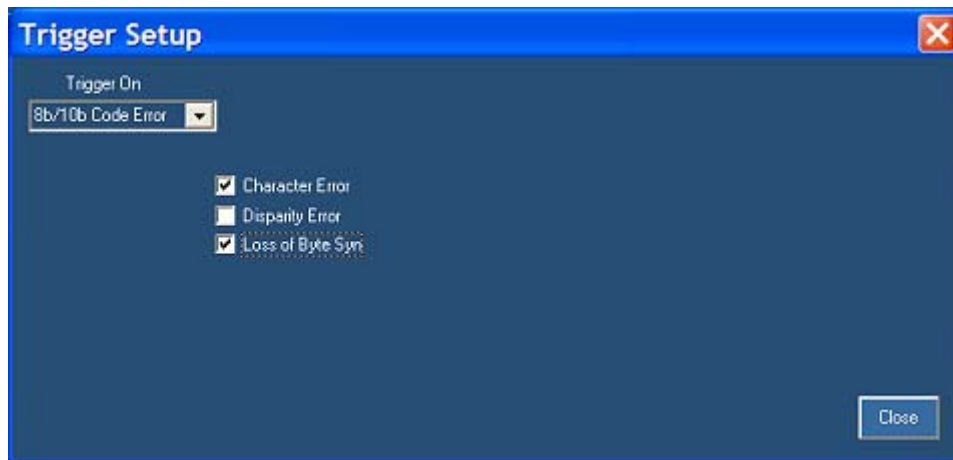 Trigger Setup
Trigger On
8b/10b Code Error
Character Error
Disparity Error
Loss of Byte Syn
Close